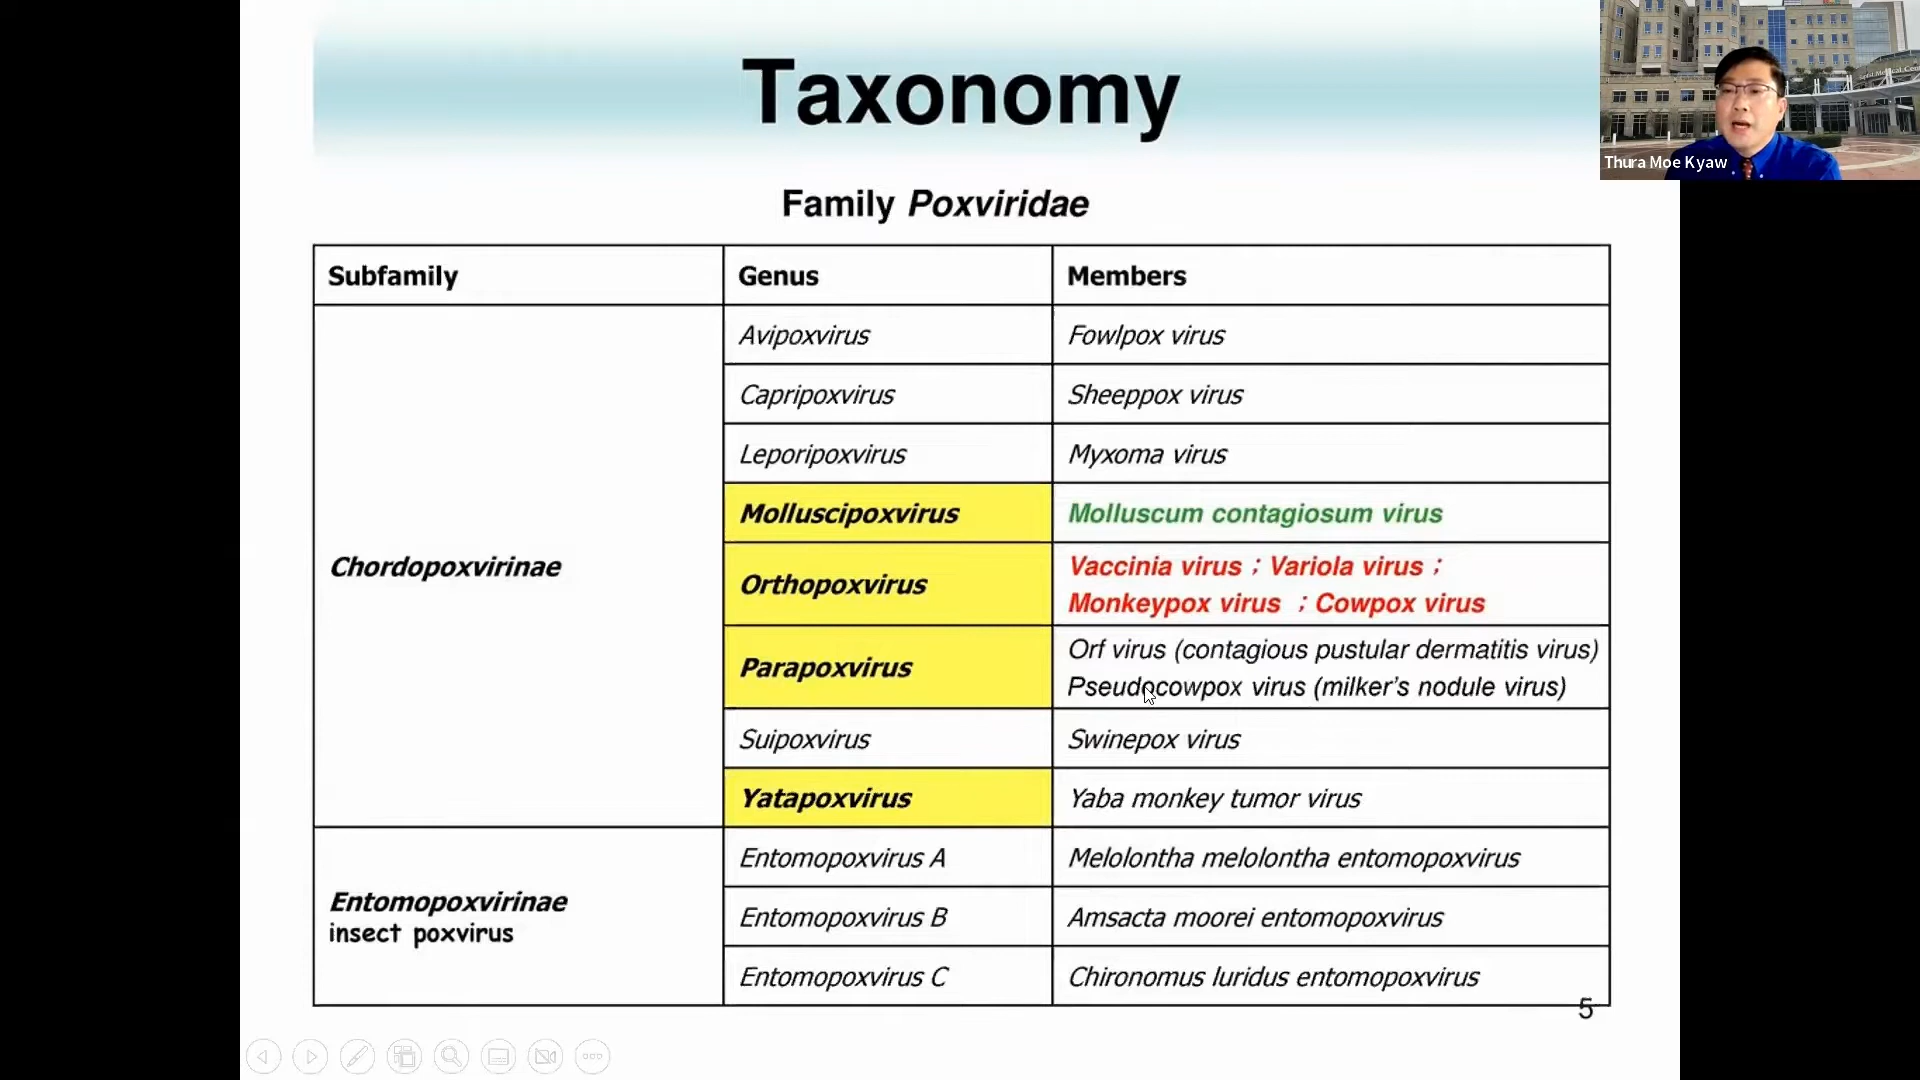 Taxonomy
Thura Moe Kyaw
Family Poxviridae
Subfamily
Genus
Members
Chordopoxvirinae
Avipoxvirus
Fowlpox virus
Capripoxvirus
Sheeppox virus
Leporipoxvirus
Myxoma virus
Molluscipoxvirus
Molluscum contagiosum virus
Orthopoxvirus
Vaccinia virus ; Variola virus ;
Monkeypox virus ; Cowpox virus
Parapoxvirus
Orf virus (contagious pustular dermatitis virus)
Pseudocowpox virus (milker's nodule virus)
Suipoxvirus
Swinepox virus
Yatapoxvirus
Yaba monkey tumor virus
Entomopoxvirinae
insect poxvirus
Entomopoxvirus A
Melolontha melolontha entomopoxvirus
Entomopoxvirus B
Amsacta moorei entomopoxvirus
Entomopoxvirus C
Chironomus luridus entomopoxvirus
5